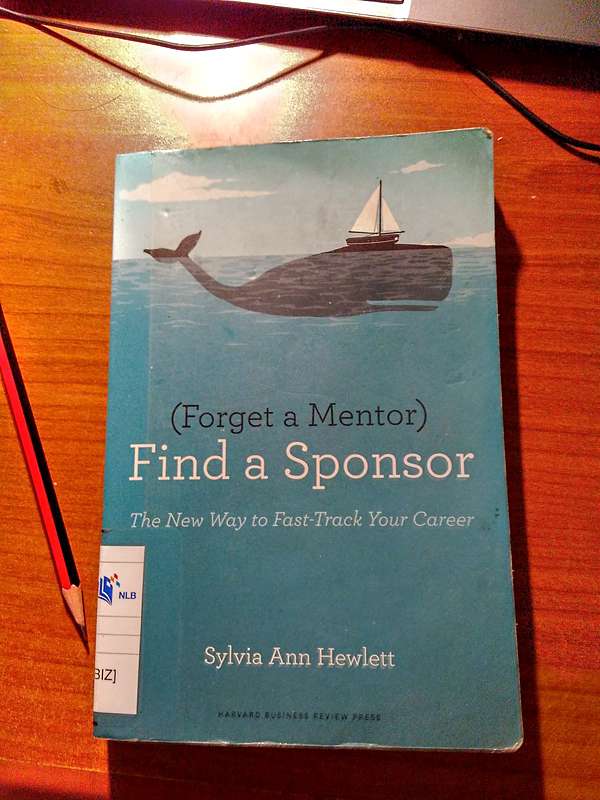 (Forget a Mentor)
Find a Sponsor
The New Way to Fast-Track Your Career
NLB
BIZ]
Sylvia Ann Hewlett
HARVARD BUSINESS REVIEW PRESS